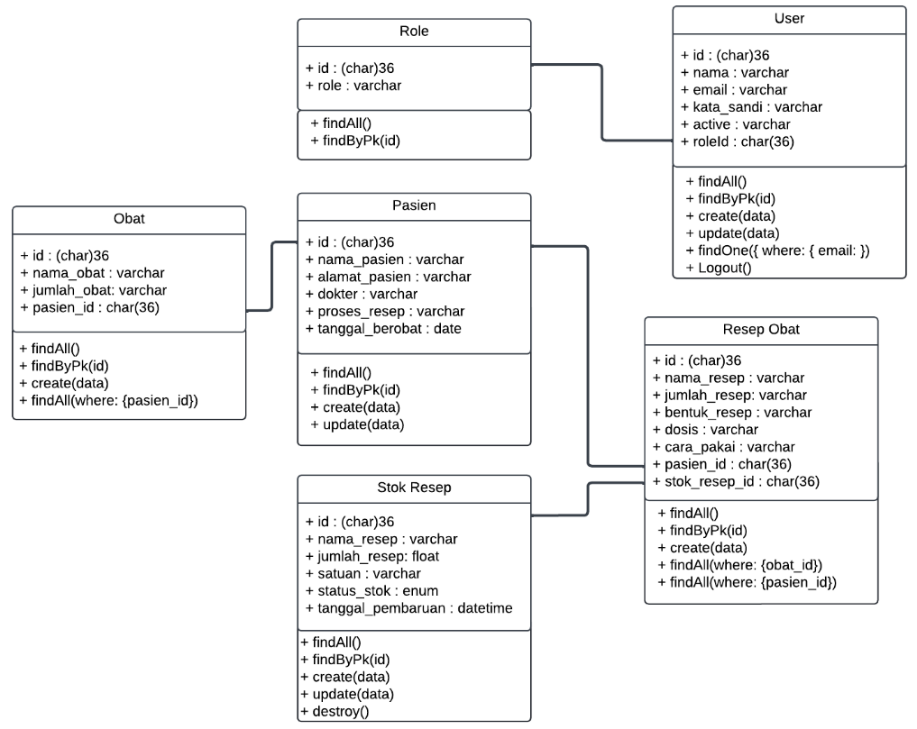 Role
+ id : (char)36
+ role : varchar
+ findAll()
+ findByPk(id)
User
+ id : (char)36
+ nama : varchar
+ email : varchar
+ kata_sandi : varchar
+ active : varchar
+ roleId : char(36)
+ findAll()
+ findByPk(id)
+ create(data)
+ update(data)
+ findOne({ where: { email: })
+ Logout()
Obat
+ id : (char)36
+ nama_obat : varchar
+ jumlah_obat: varchar
+ pasien_id : char(36)
+ findAll()
+ findByPk(id)
+ create(data)
+ findAll(where: {pasien_id})
Pasien
+ id : (char)36
+ nama_pasien : varchar
+ alamat_pasien : varchar
+ dokter : varchar
+ proses_resep : varchar
+ tanggal_berobat : date
+ findAll()
+ findByPk(id)
+ create(data)
+ update(data)
Resep Obat
+ id : (char)36
+ nama_resep : varchar
+ jumlah_resep: varchar
+ bentuk_resep : varchar
+ dosis : varchar
+ cara_pakai : varchar
+ pasien_id : char(36)
+ stok_resep_id : char(36)
+ findAll()
+ findByPk(id)
+ create(data)
+ findAll(where: {obat_id})
+ findAll(where: {pasien_id})
Stok Resep
+ id : (char)36
+ nama_resep : varchar
+ jumlah_resep: float
+ satuan : varchar
+ status_stok : enum
+ tanggal_pembaruan : datetime
+ findAll()
+ findByPk(id)
+ create(data)
+ update(data)
+ destroy()